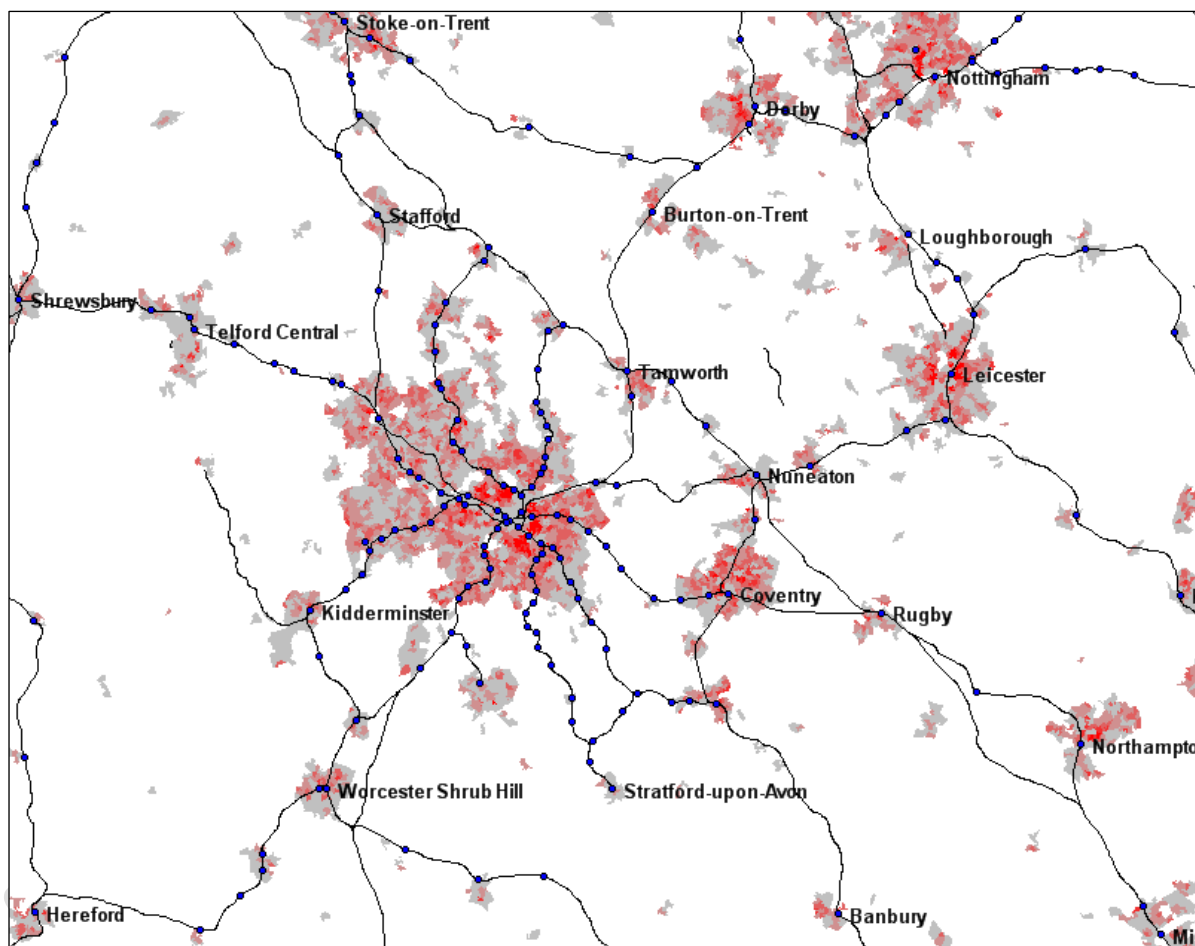 Stoke-on-Trent
Nottingham
Derby
Stafford
Burton-on-Trent
Loughborough
Shrewsbury
Telford Central
Tamworth
Leicester
Nuneaton
Coventry
Kidderminster
Rugby
Northampto
Worcester Shrub Hill
Stratford-upon-Avon
Hereford
Banbury
Mi